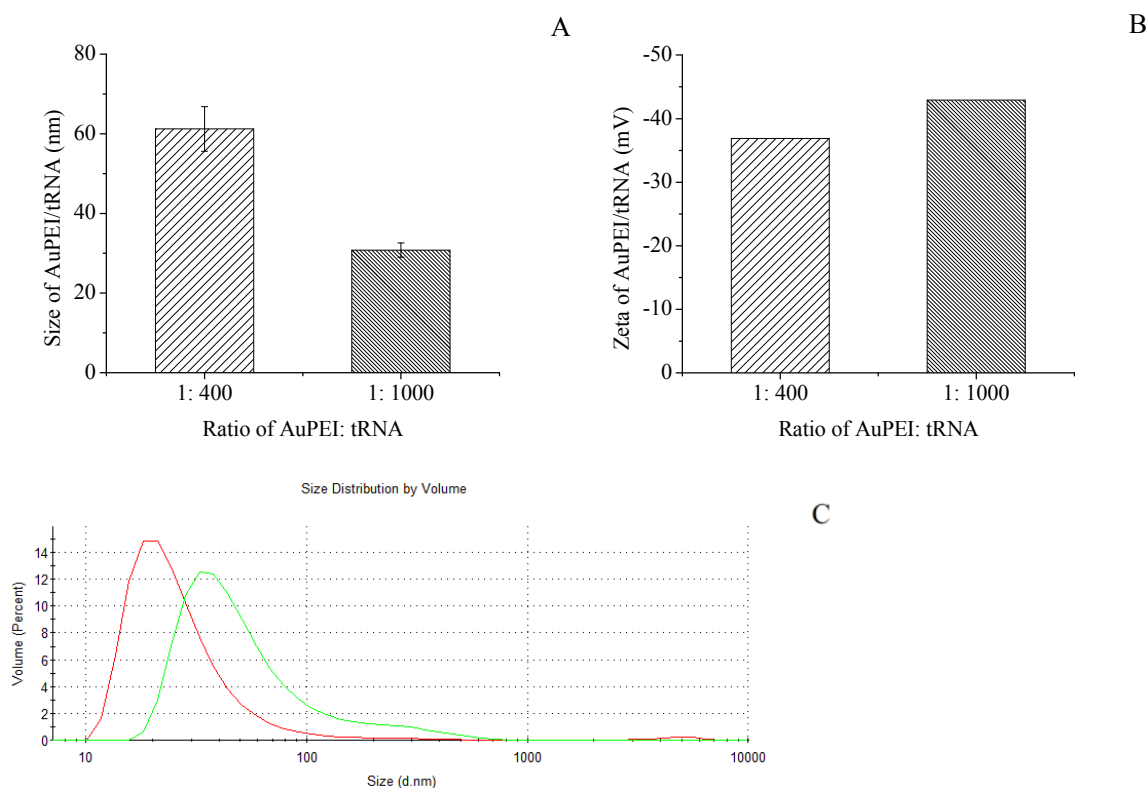 A
80
60
40
20
0
Size of AuPEI/tRNA (nm)
1: 400
1: 1000
Ratio of AuPEI: tRNA
B
-50
-40
-30
-20
-10
0
Zeta of AuPEI/tRNA (mV)
1: 400
1: 1000
Ratio of AuPEI: tRNA
Size Distribution by Volume
C
14
12
10
8
6
4
2
0
Volume (Percent)
10
100
1000
10000
Size (d.nm)